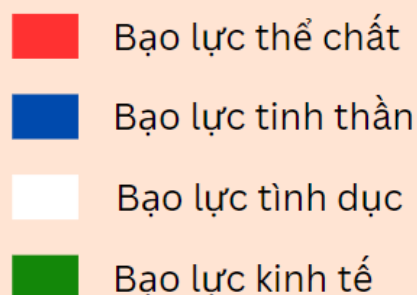 Bạo lực thể chất
Bạo lực tinh thần
Bạo lực tình dục
Bạo lực kinh tế